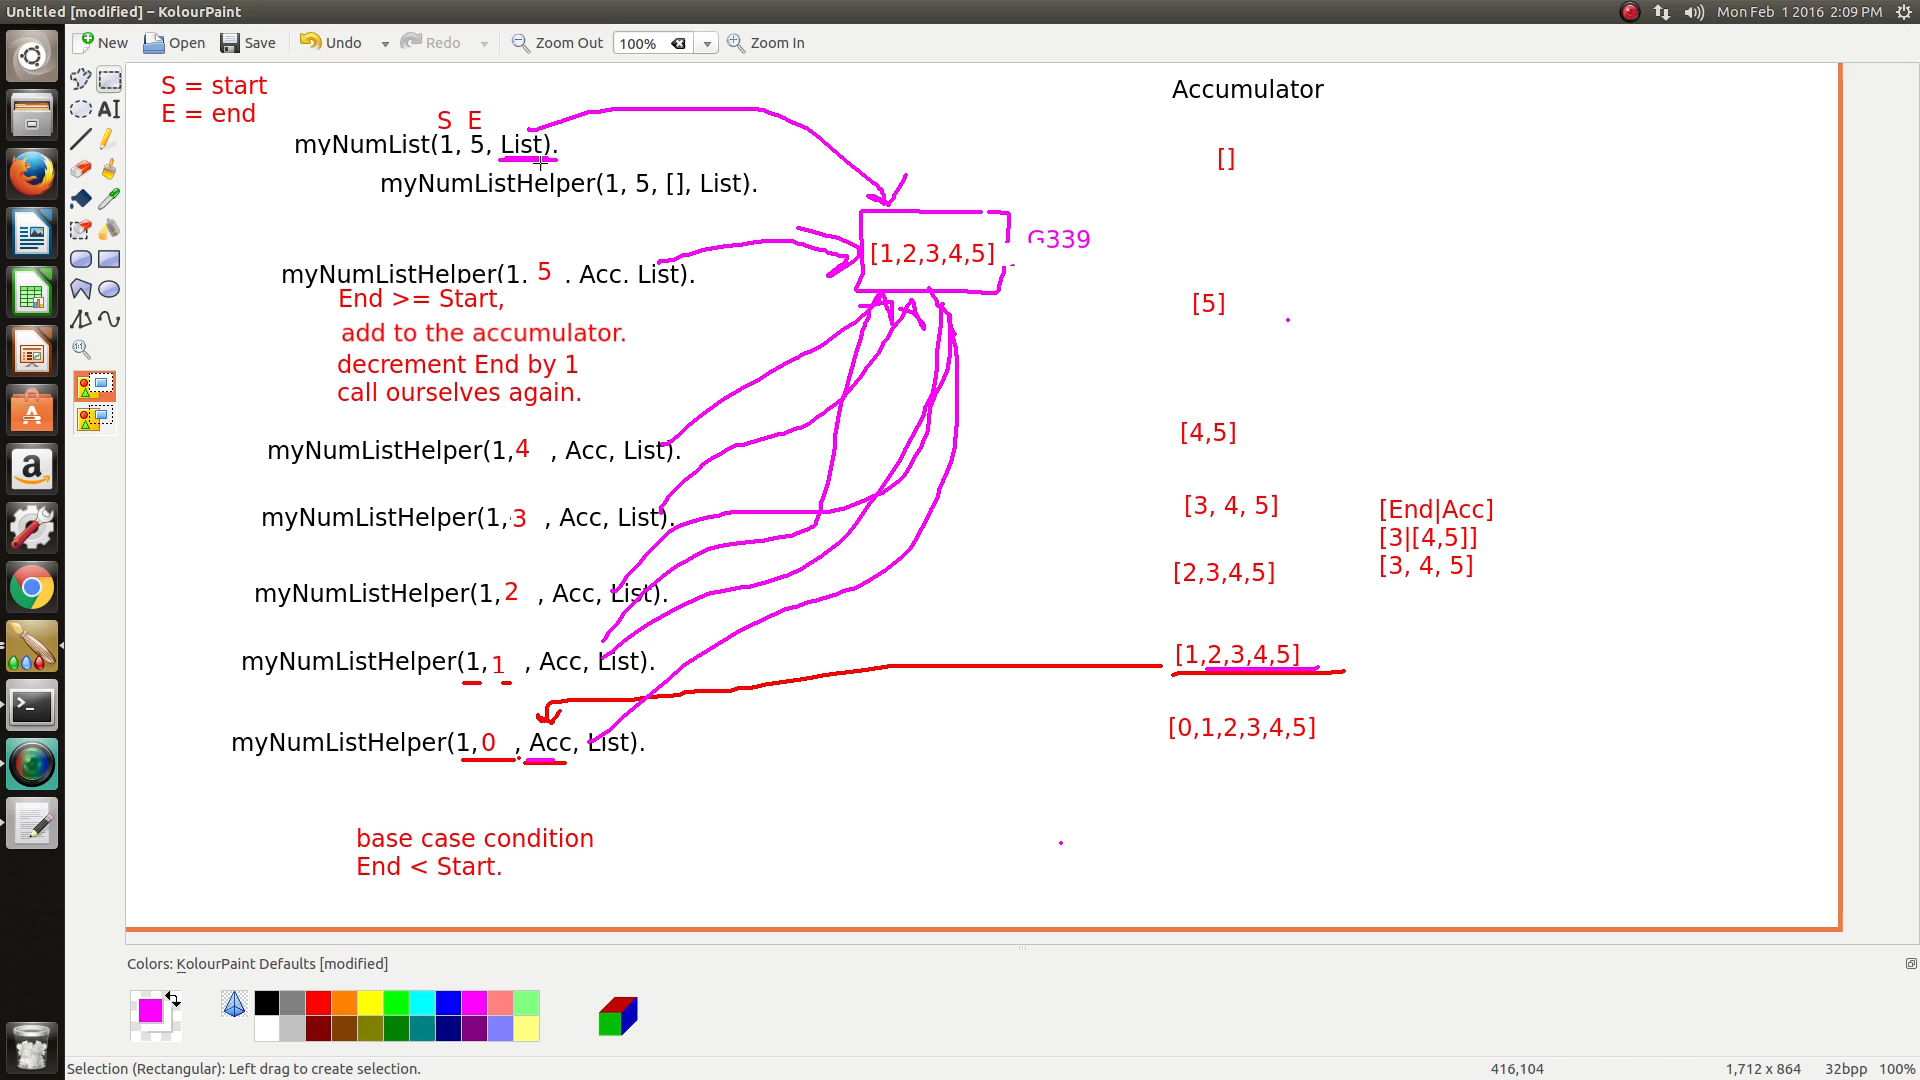 Untitled [modified] – KolourPaint
Mon Feb 1 2016 2:09 PM
New
Open
Save
Undo
Redo
Zoom Out
100%
Zoom In
S = start
E = end
S E
myNumList(1, 5, List).
myNumListHelper(1, 5, [], List).
Accumulator
[]
G339
[1,2,3,4,5]
myNumListHelper(1, 5 , Acc, List).
End >= Start,
add to the accumulator.
decrement End by 1
call ourselves again.
[5]
myNumListHelper(1,4 , Acc, List).
[4,5]
myNumListHelper(1,3 , Acc, List).
[3, 4, 5]
[End|Acc]
[3|[4,5]]
[3, 4, 5]
myNumListHelper(1,2 , Acc, List).
[2,3,4,5]
myNumListHelper(1, 1 , Acc, List).
[1,2,3,4,5]
myNumListHelper(1,0 , Acc, List).
[0,1,2,3,4,5]
base case condition
End < Start.
Colors: KolourPaint Defaults [modified]
Selection (Rectangular): Left drag to create selection.
416,104
1,712 x 864
32bpp
100%